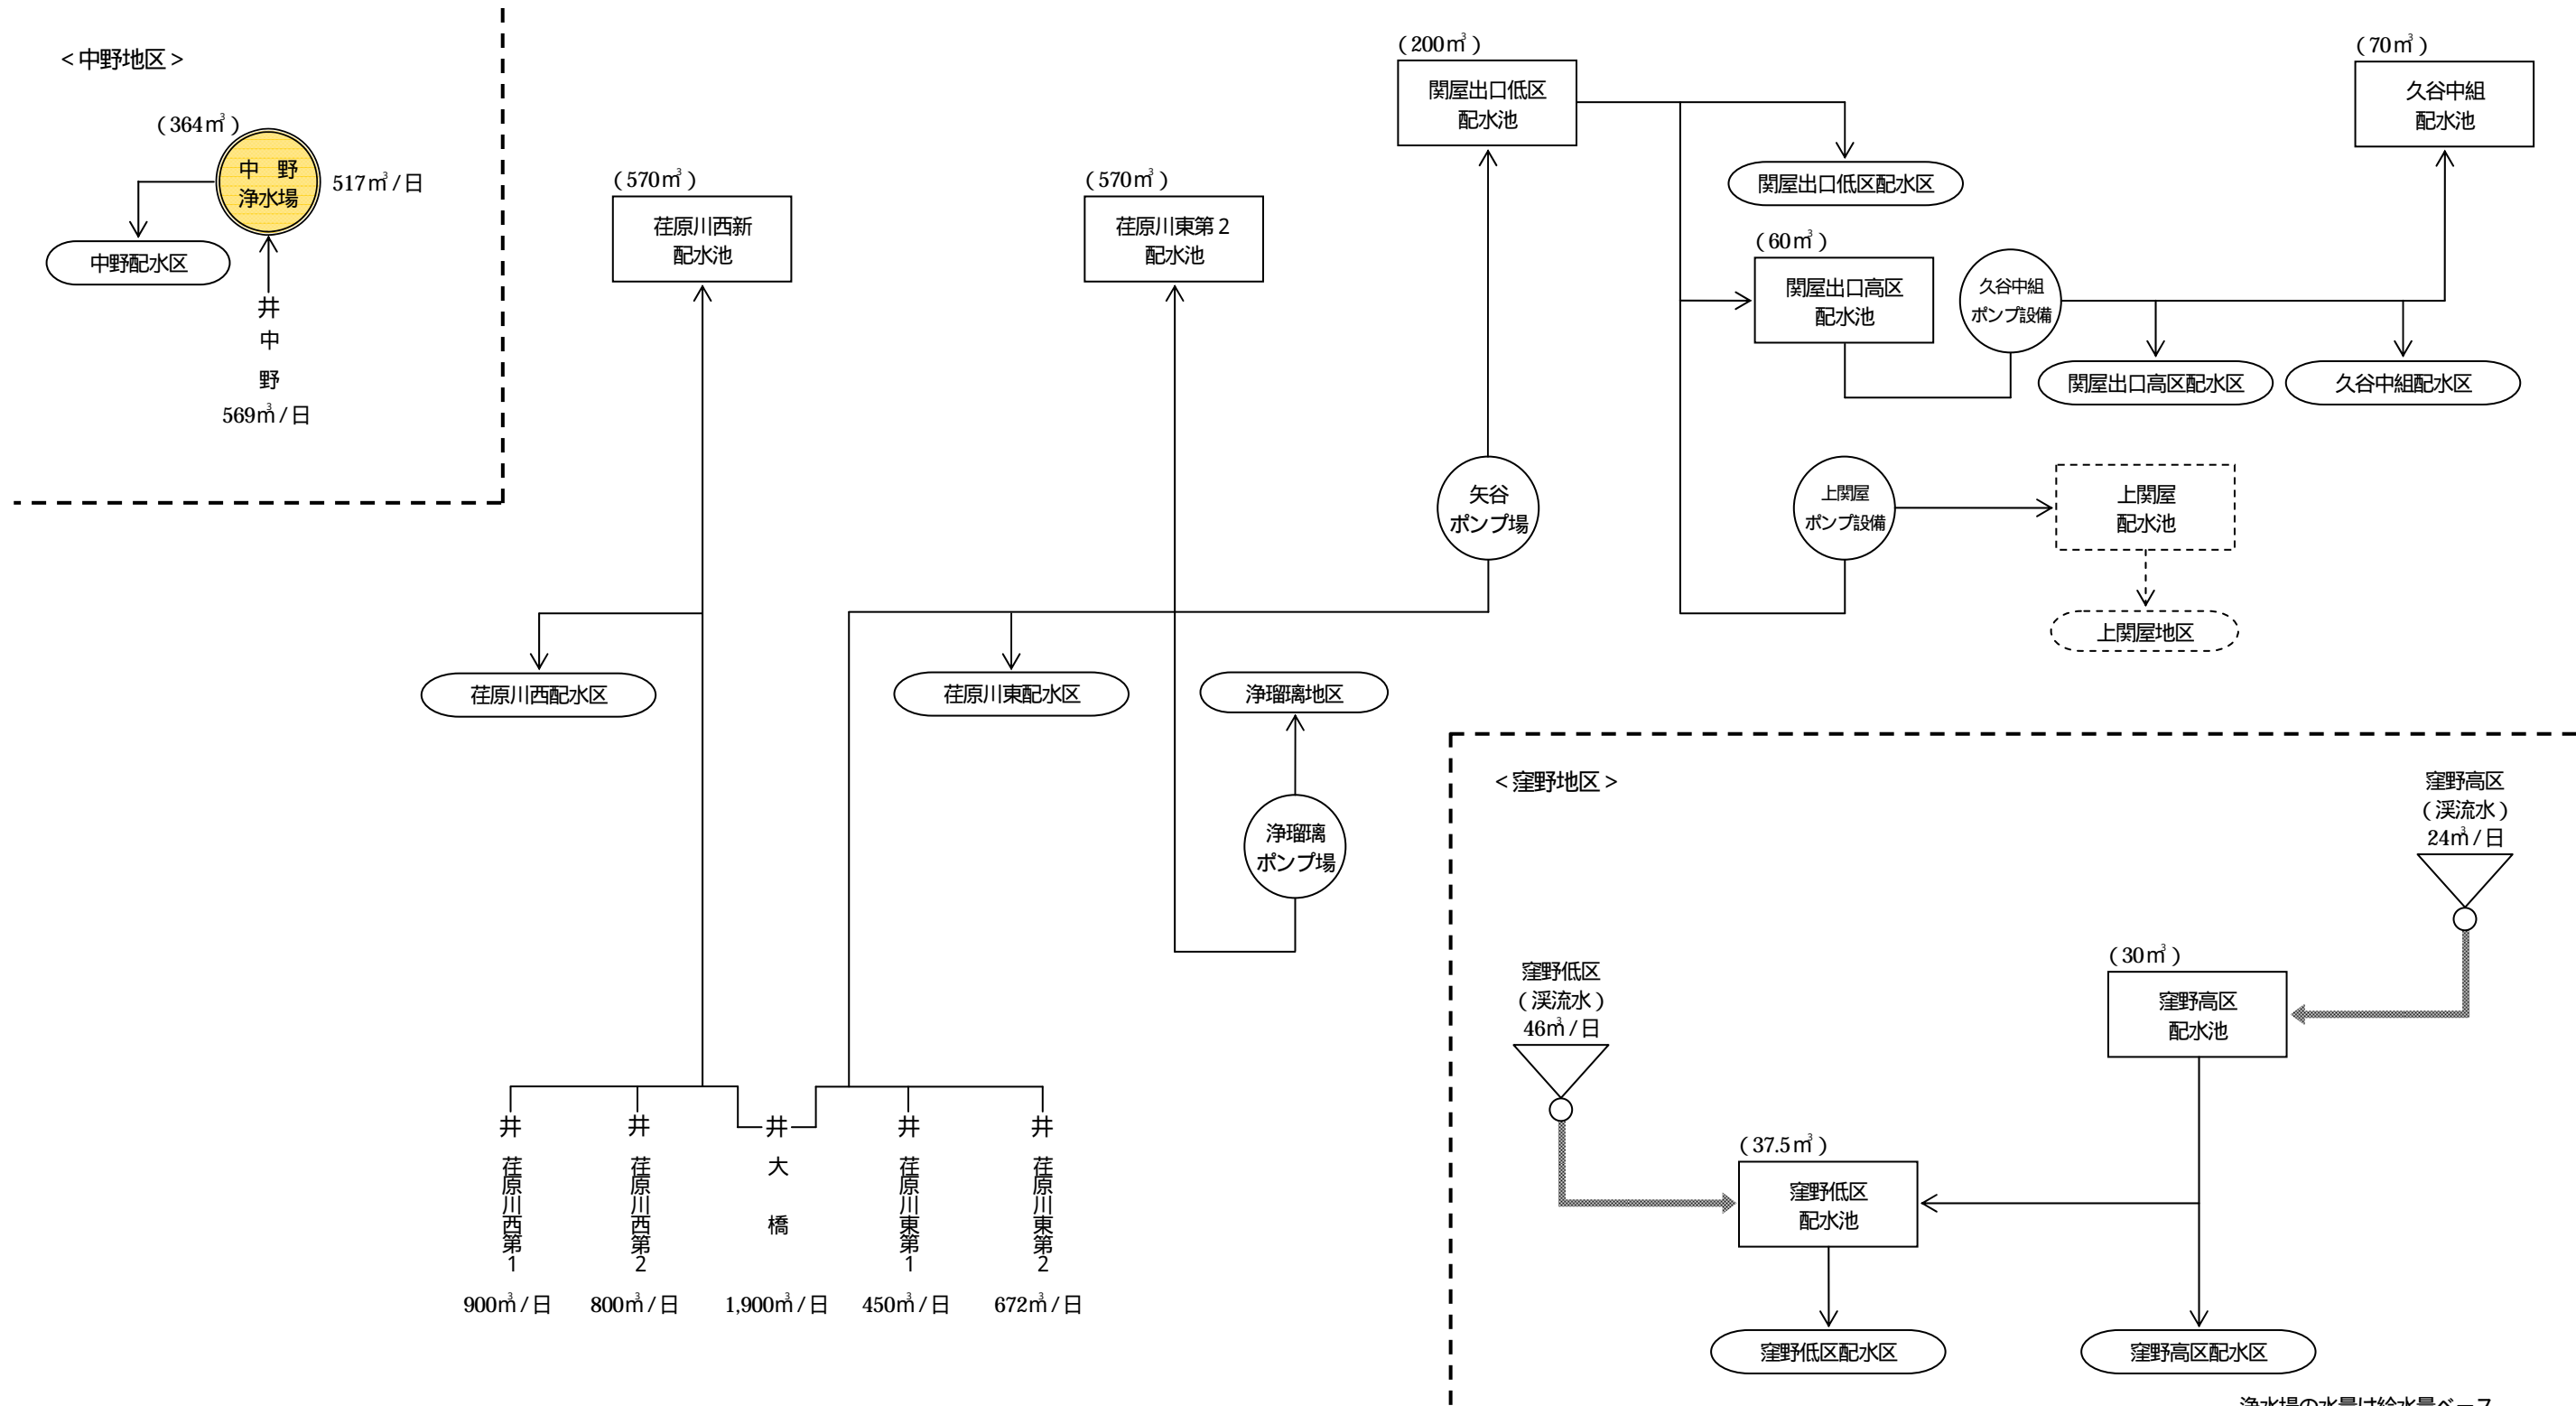 ＜中野地区＞
（364㎥）
中　野
浄水場
517㎥/日
中野配水区
井
中
野
569㎥/日
（570㎥）
荏原川西新
配水池
（570㎥）
荏原川東第２
配水池
（200㎥）
関屋出口低区
配水池
関屋出口低区配水区
（60㎥）
関屋出口高区
配水池
久谷中組
ポンプ設備
（70㎥）
久谷中組
配水池
関屋出口高区配水区
久谷中組配水区
矢谷
ポンプ場
上関屋
ポンプ設備
上関屋
配水池
上関屋地区
荏原川西配水区
荏原川東配水区
浄瑠璃地区
浄瑠璃
ポンプ場
井
荏原川西第1
900㎥/日
井
荏原川西第2
800㎥/日
井
大
橋
1,900㎥/日
井
荏原川東第1
450㎥/日
井
荏原川東第2
672㎥/日
＜窪野地区＞
窪野高区
（渓流水）
24㎥/日
窪野低区
（渓流水）
46㎥/日
（30㎥）
窪野高区
配水池
（37.5㎥）
窪野低区
配水池
窪野低区配水区
窪野高区配水区
浄水場の水量は給水量ベース